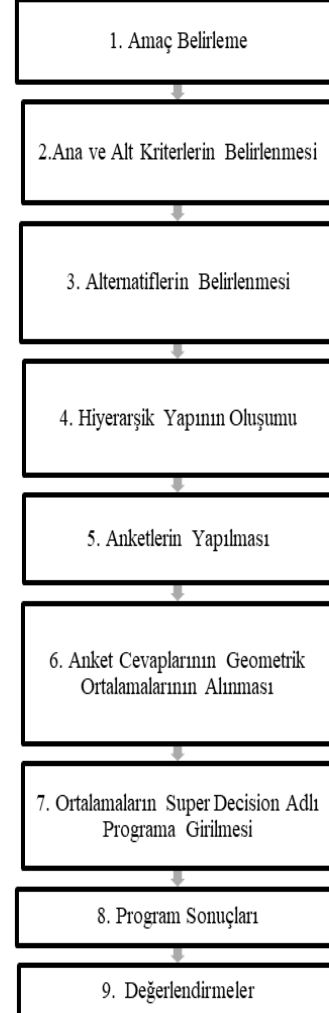 1. Amaç Belirleme
2.Ana ve Alt Kriterlerin Belirlenmesi
3. Alternatiflerin Belirlenmesi
4. Hiyerarşik Yapının Oluşumu
5. Anketlerin Yapılması
6. Anket Cevaplarının Geometrik
Ortalamalarının Alınması
7. Ortalamaların Super Decision Adlı
Programa Girilmesi
8. Program Sonuçları
9. Değerlendirmeler